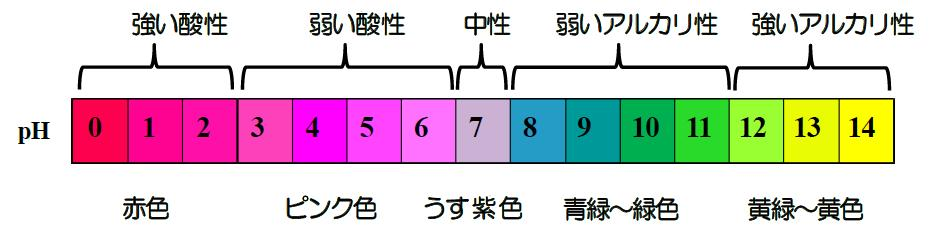 強い酸性 弱い酸性 中性 弱いアルカリ性 強いアルカリ性
pH 0 1 2 3 4 5 6 7 8 9 10 11 12 13 14
赤色 ピンク色 うす紫色 青緑～緑色 黄緑～黄色